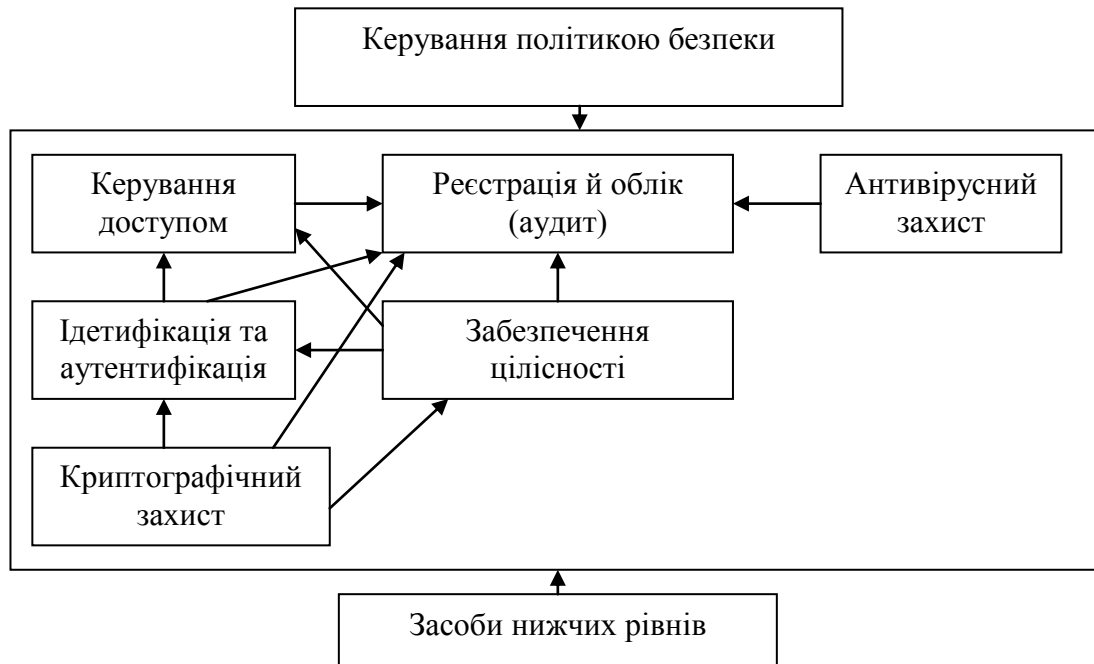 Керування політикою безпеки
Керування
доступом
Реєстрація й облік
(аудит)
Антивірусний
захист
Ідетифікація та
аутентифікація
Забезпечення
цілісності
Криптографічний
захист
Засоби нижчих рівнів